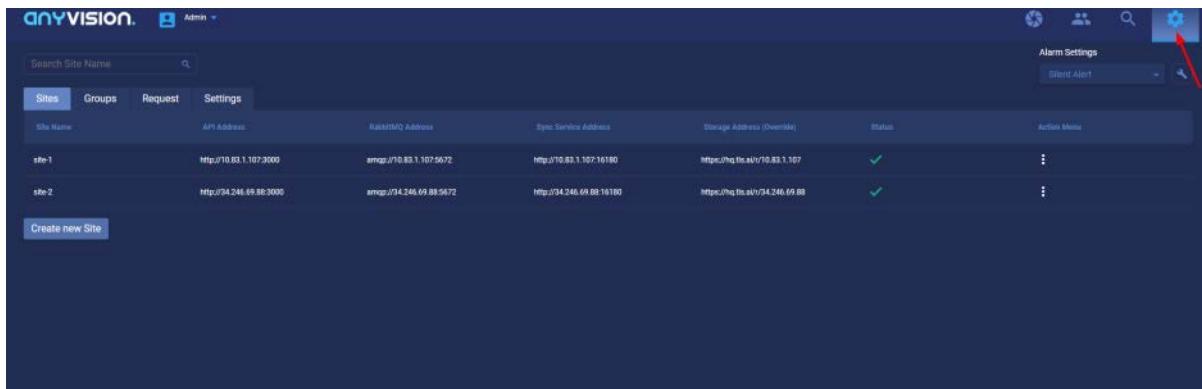 anyvision. Admin
Search Site Name
Alarm Settings
Silent Alert
Sites Groups Request Settings
Site Name API Address RabbitMQ Address Sync Service Address Storage Address (Override) Status Action Menu
site-1 http://10.83.1.107:3000 amqp://10.83.1.107:5672 http://10.83.1.107:16180 https://hq.tls.ai/r/10.83.1.107
site-2 http://34.246.69.88:3000 amqp://34.246.69.88:5672 http://34.246.69.88:16180 https://hq.tls.ai/r/34.246.69.88
Create new Site